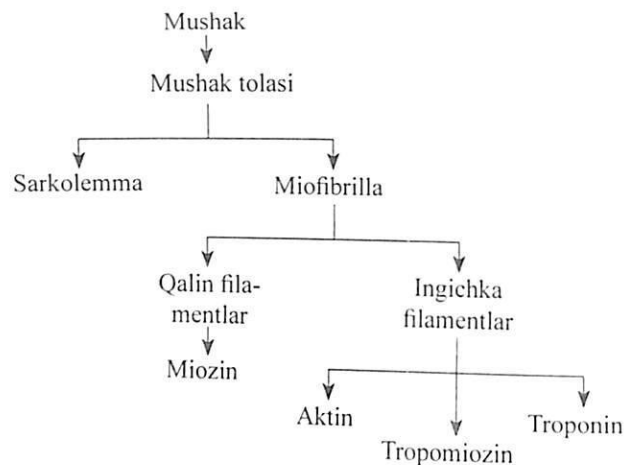 Mushak
Mushak tolasi
Sarkolemma
Miofibrilla
Qalin fila-
mentlar
Ingichka
filamentlar
Miozin
Aktin
Tropomiozin
Troponin